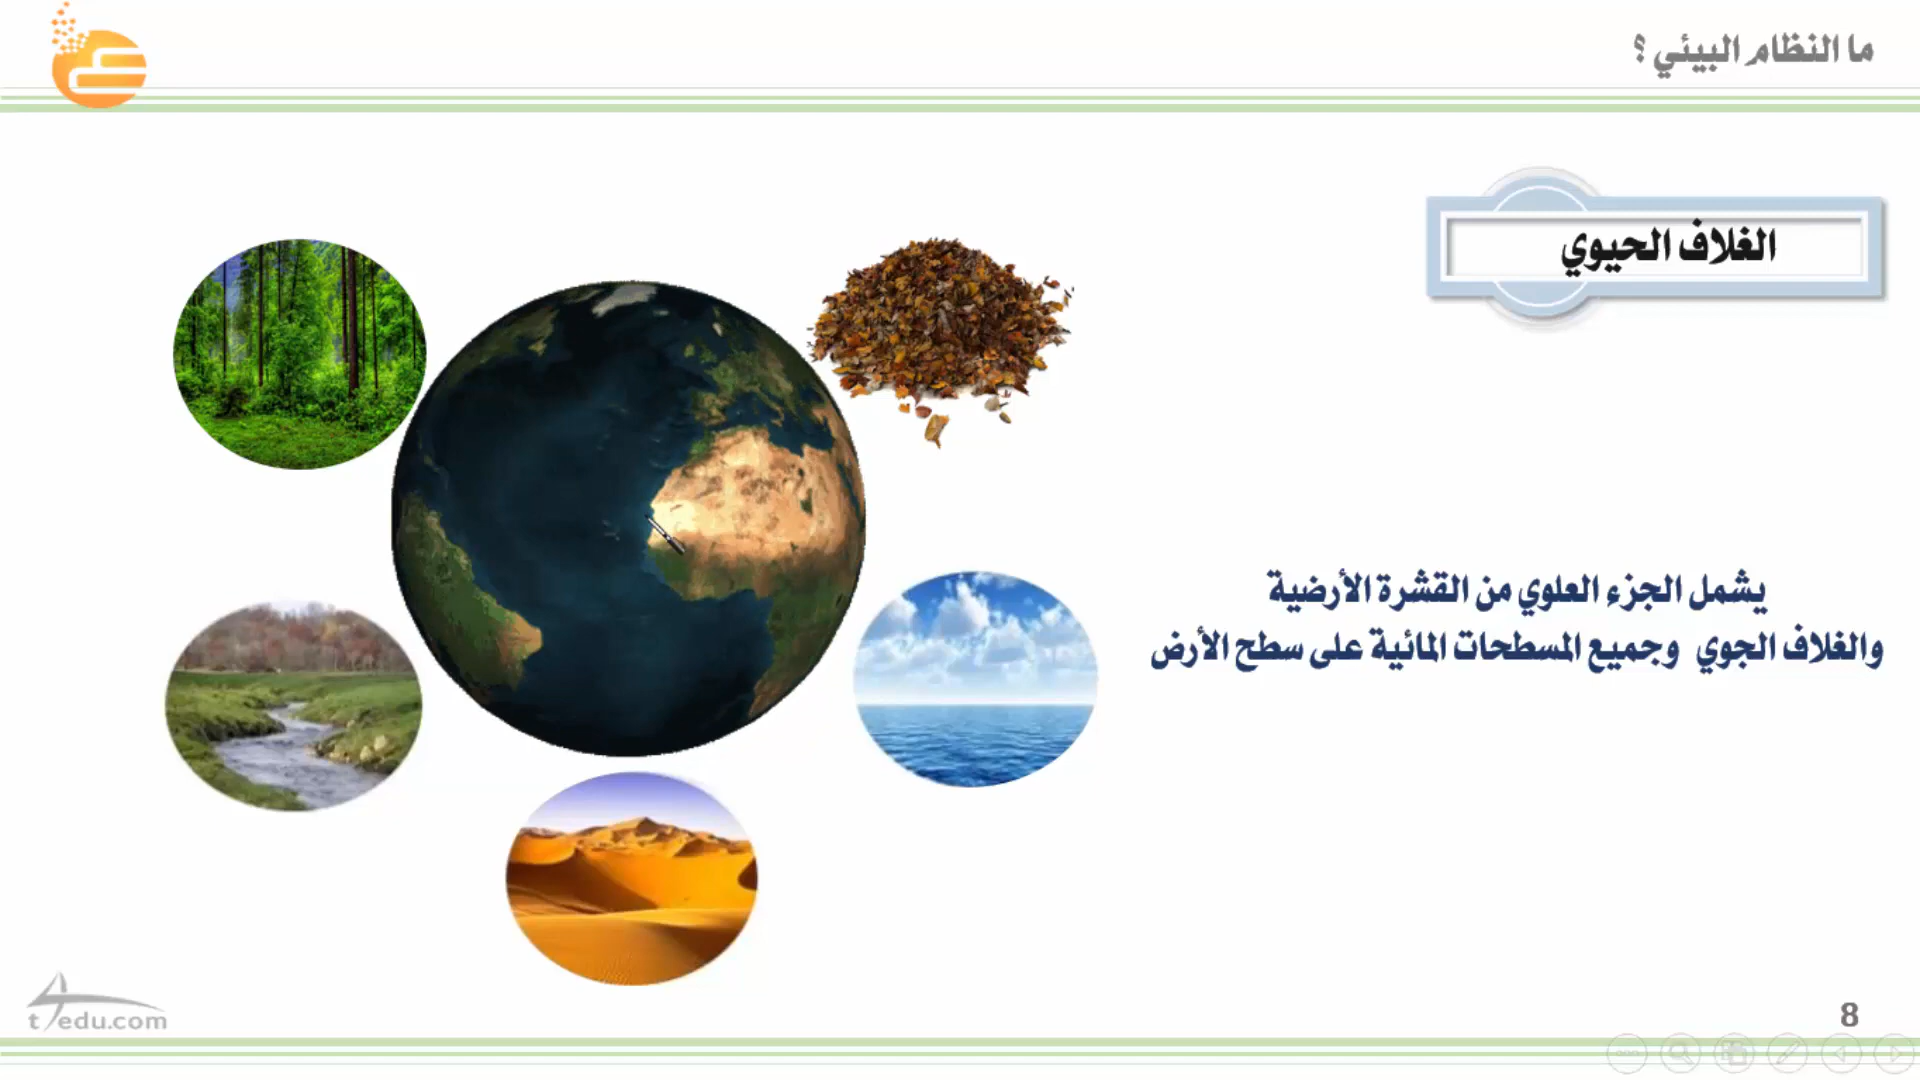 ما النظام البيئي ؟
الغلاف الحيوي
يشمل الجزء العلوي من القشرة الأرضية
والغلاف الجوي وجميع المسطحات المائية على سطح الأرض
t4edu.com
8